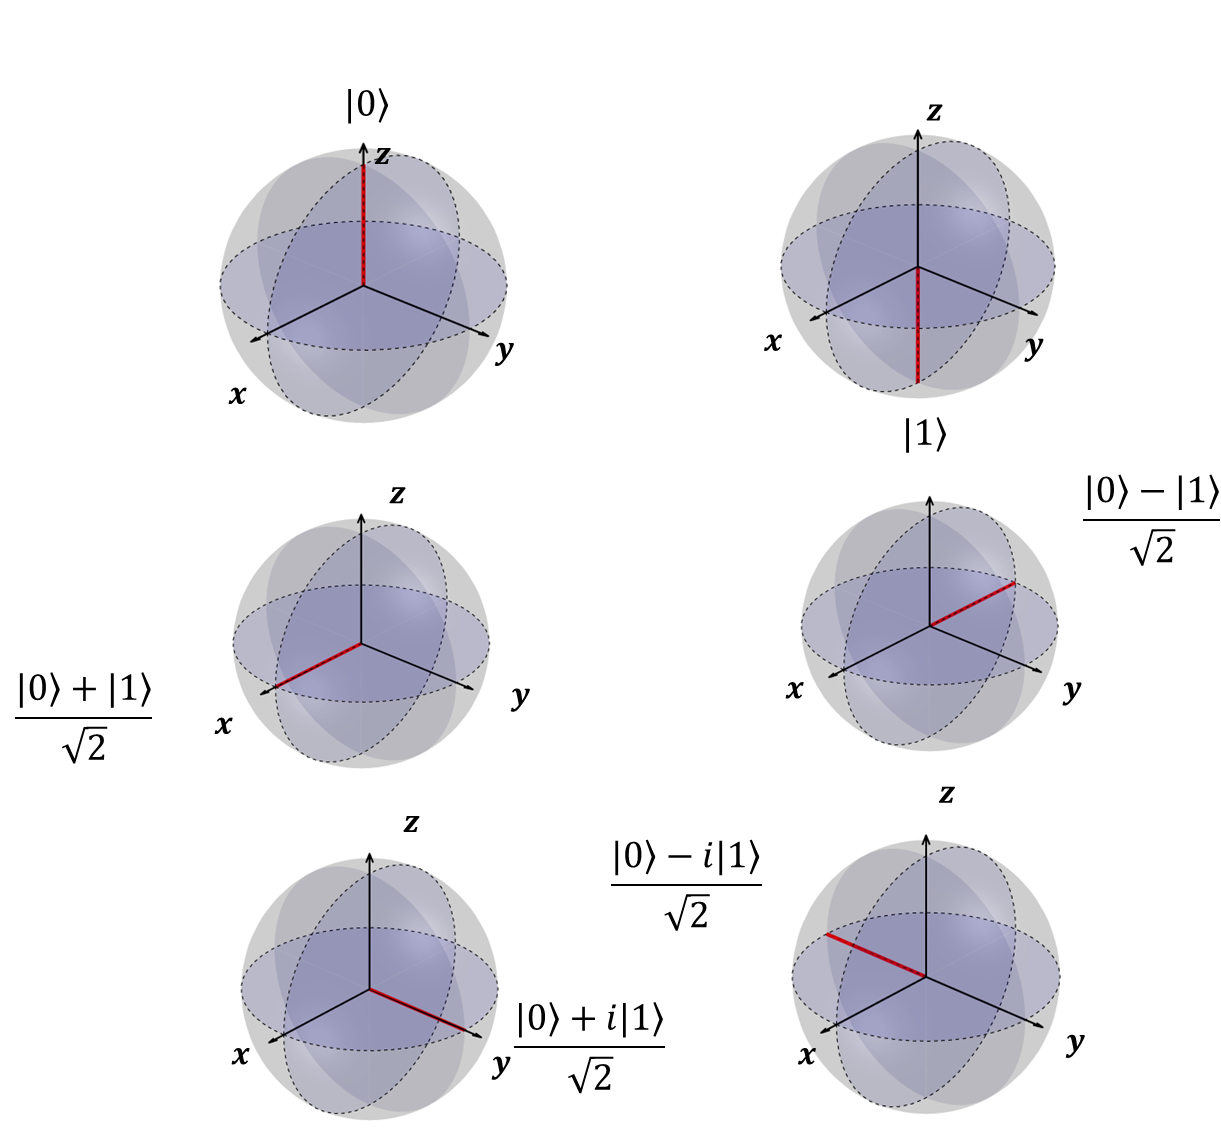 |0⟩
z
x
y
z
x
y
|1⟩
|0⟩ − |1⟩
√2
z
|0⟩ + |1⟩
√2
x
y
x
y
z
z
|0⟩ − i|1⟩
√2
|0⟩ + i|1⟩
√2
x
y
x
y